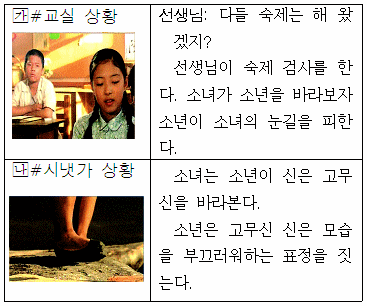 ㉮#교실 상황
선생님: 다들 숙제는 해 왔
겠지?
선생님이 숙제 검사를 한
다. 소녀가 소년을 바라보자
소년이 소녀의 눈길을 피한
다.
㉯#시냇가 상황
소녀는 소년이 신은 고무
신을 바라본다.
소년은 고무신 신은 모습
을 부끄러워하는 표정을 짓
는다.